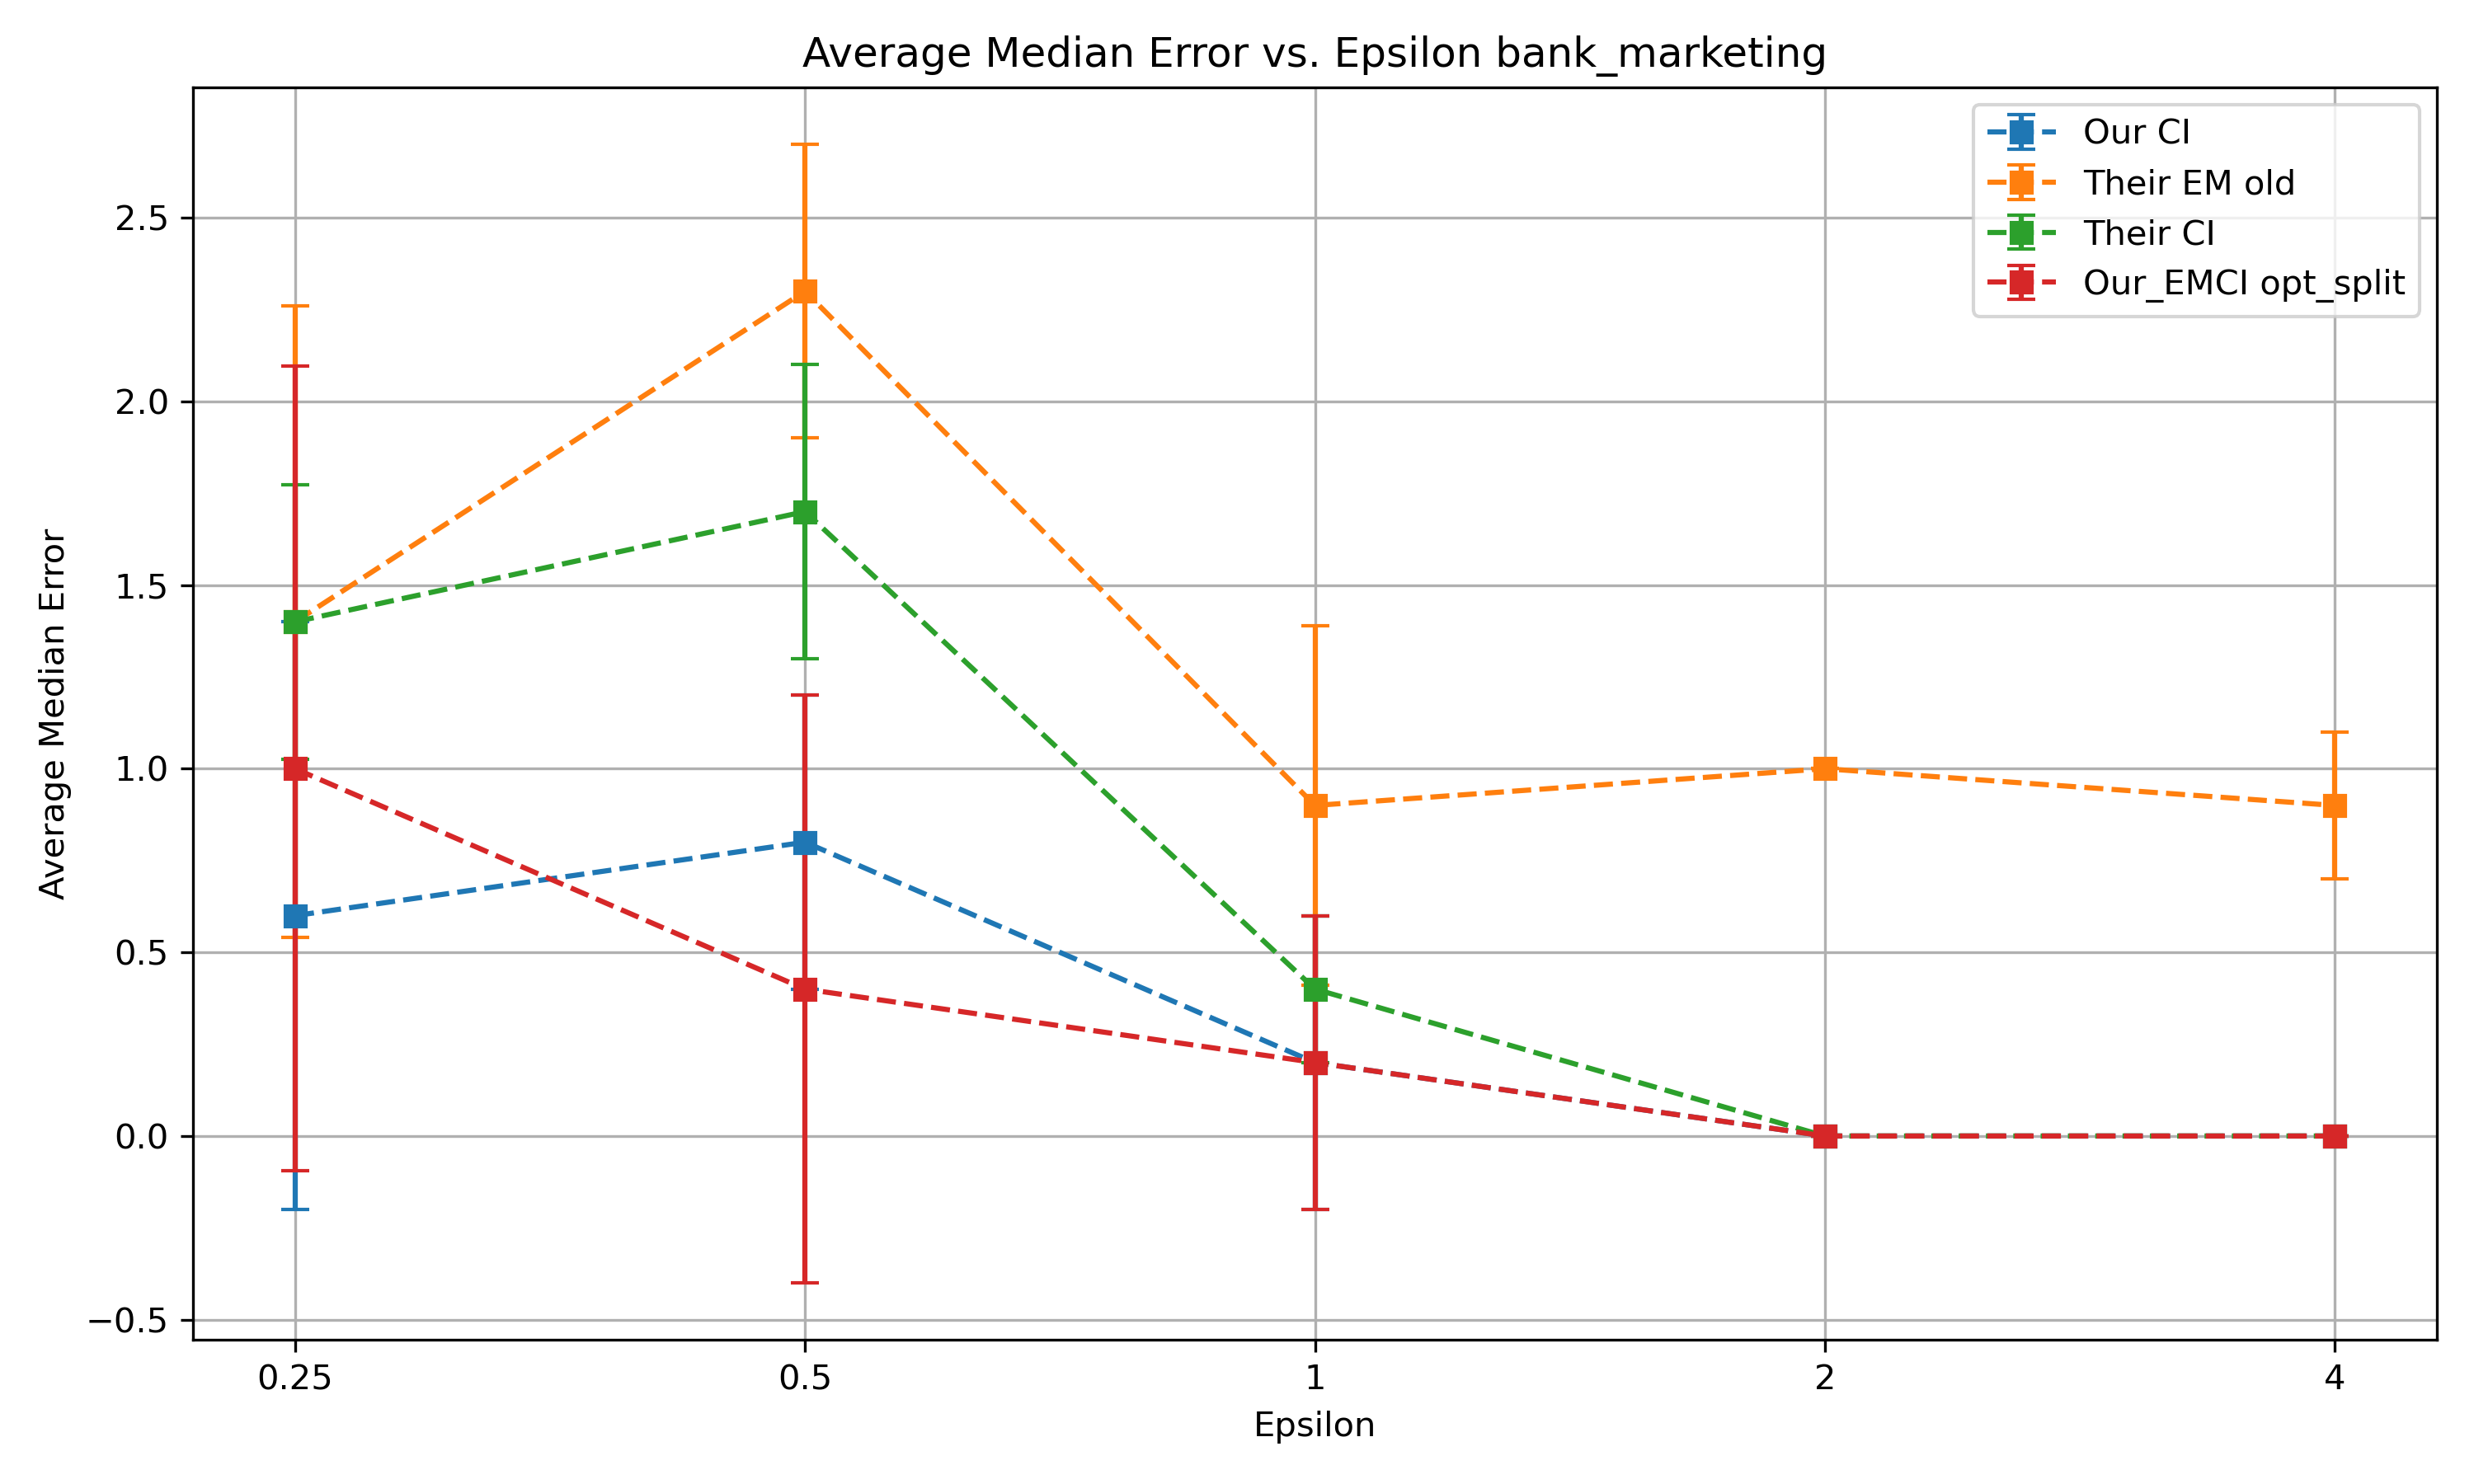 Average Median Error vs. Epsilon bank_marketing
Our CI
Their EM old
Their CI
Our_EMCI opt_split
Average Median Error
2.5
2.0
1.5
1.0
0.5
0.0
−0.5
0.25
0.5
1
2
4
Epsilon